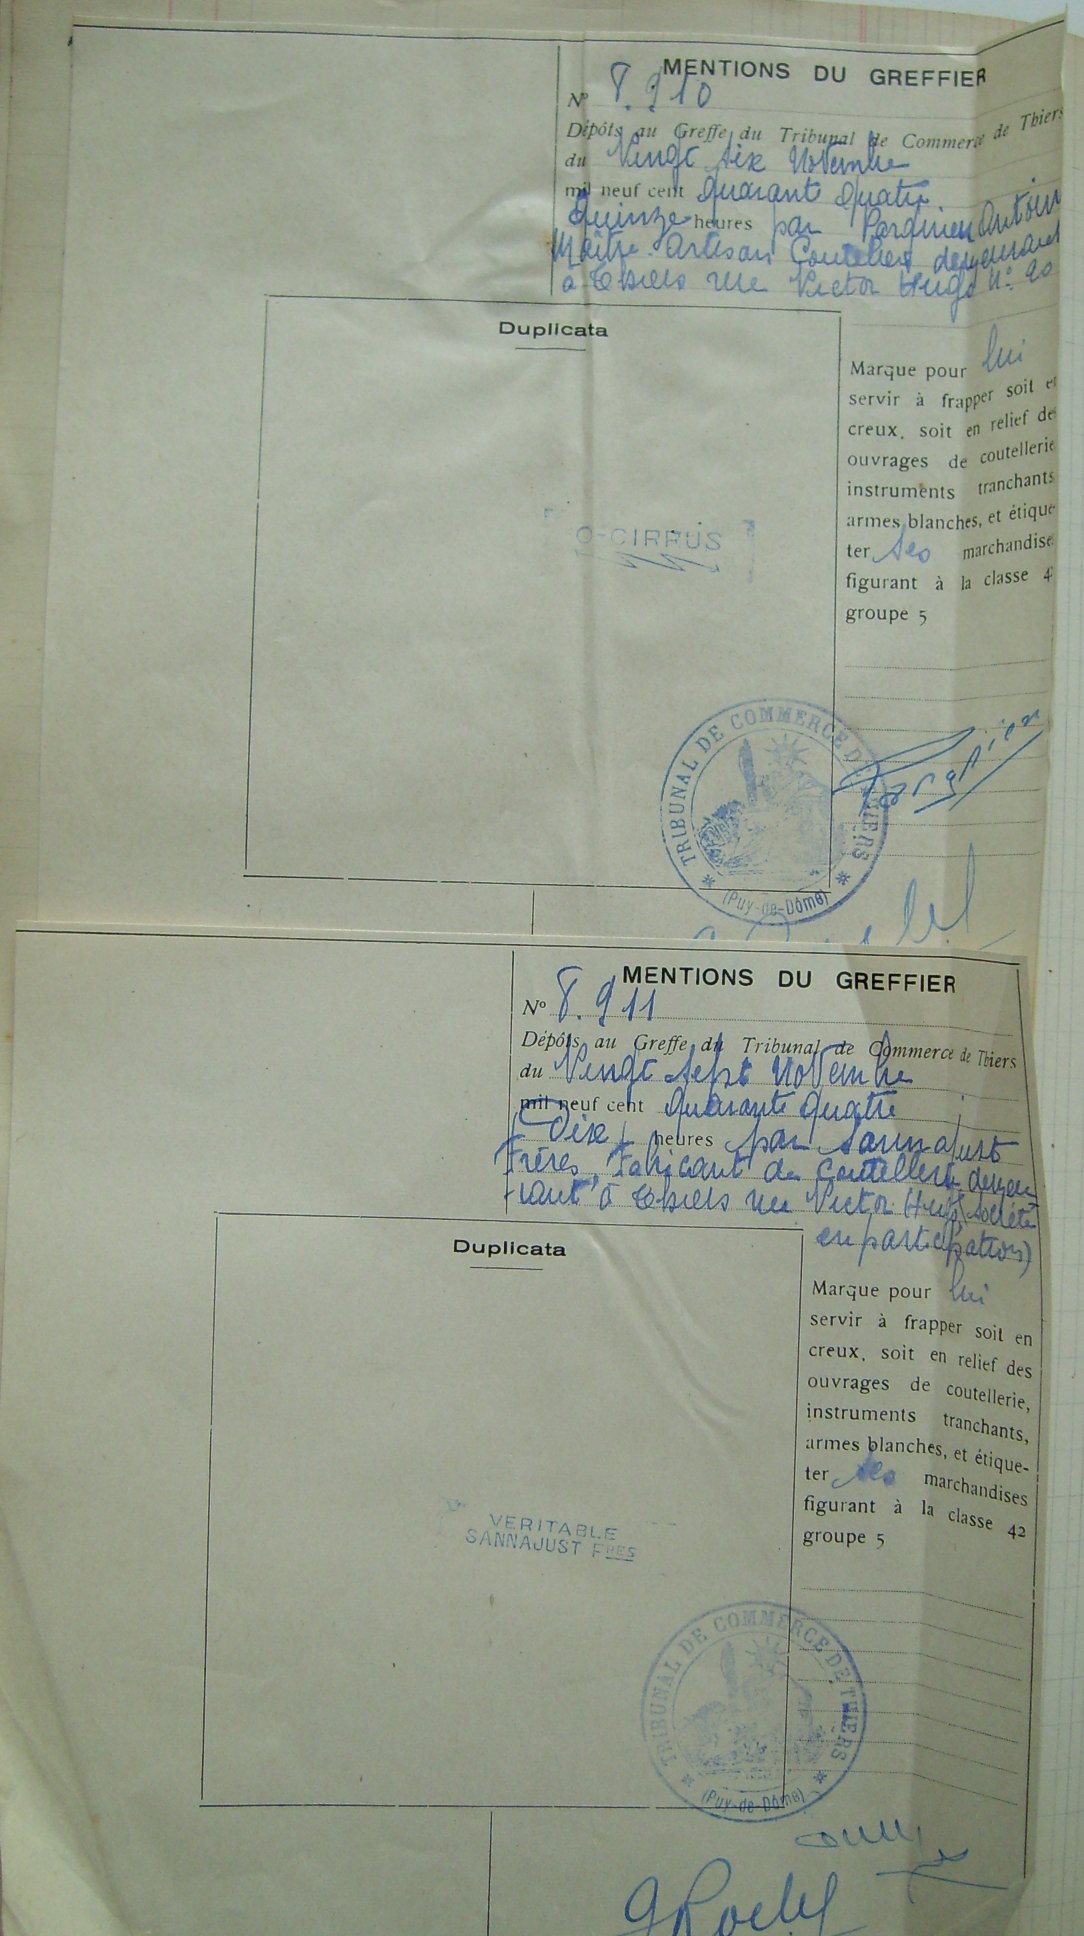 MENTIONS DU GREFFIER
N° 8.910
Dépôts au Greffe du Tribunal de Commerce de Thiers
du Vingt six Novembre
mil neuf cent quarante quatre.
Quinze heures par Antoine
Maître Artisan Coutelier demeurant
à Thiers rue Victor Hugo N° 20
Duplicata
Marque pour lui
servir à frapper soit en
creux, soit en relief des
ouvrages de coutellerie
instruments tranchants
armes blanches, et étique-
ter ses marchandises
figurant à la classe 4
groupe 5
O-CIRRUS
TRIBUNAL DE COMMERCE DE THIERS
(Puy-de-Dôme)
MENTIONS DU GREFFIER
N° 8.911
Dépôts au Greffe du Tribunal de Commerce de Thiers
du Vingt sept Novembre
mil neuf cent quarante quatre
Dix heures par Sannajust
Frères, Fabricant de Coutellerie demeu
-rant à Thiers rue Victor Hugo (Société
en participation)
Duplicata
Marque pour lui
servir à frapper soit en
creux, soit en relief des
ouvrages de coutellerie,
instruments tranchants,
armes blanches, et étique-
ter ses marchandises
figurant à la classe 42
groupe 5
VERITABLE
SANNAJUST FRES
TRIBUNAL DE COMMERCE DE THIERS
(Puy-de-Dôme)